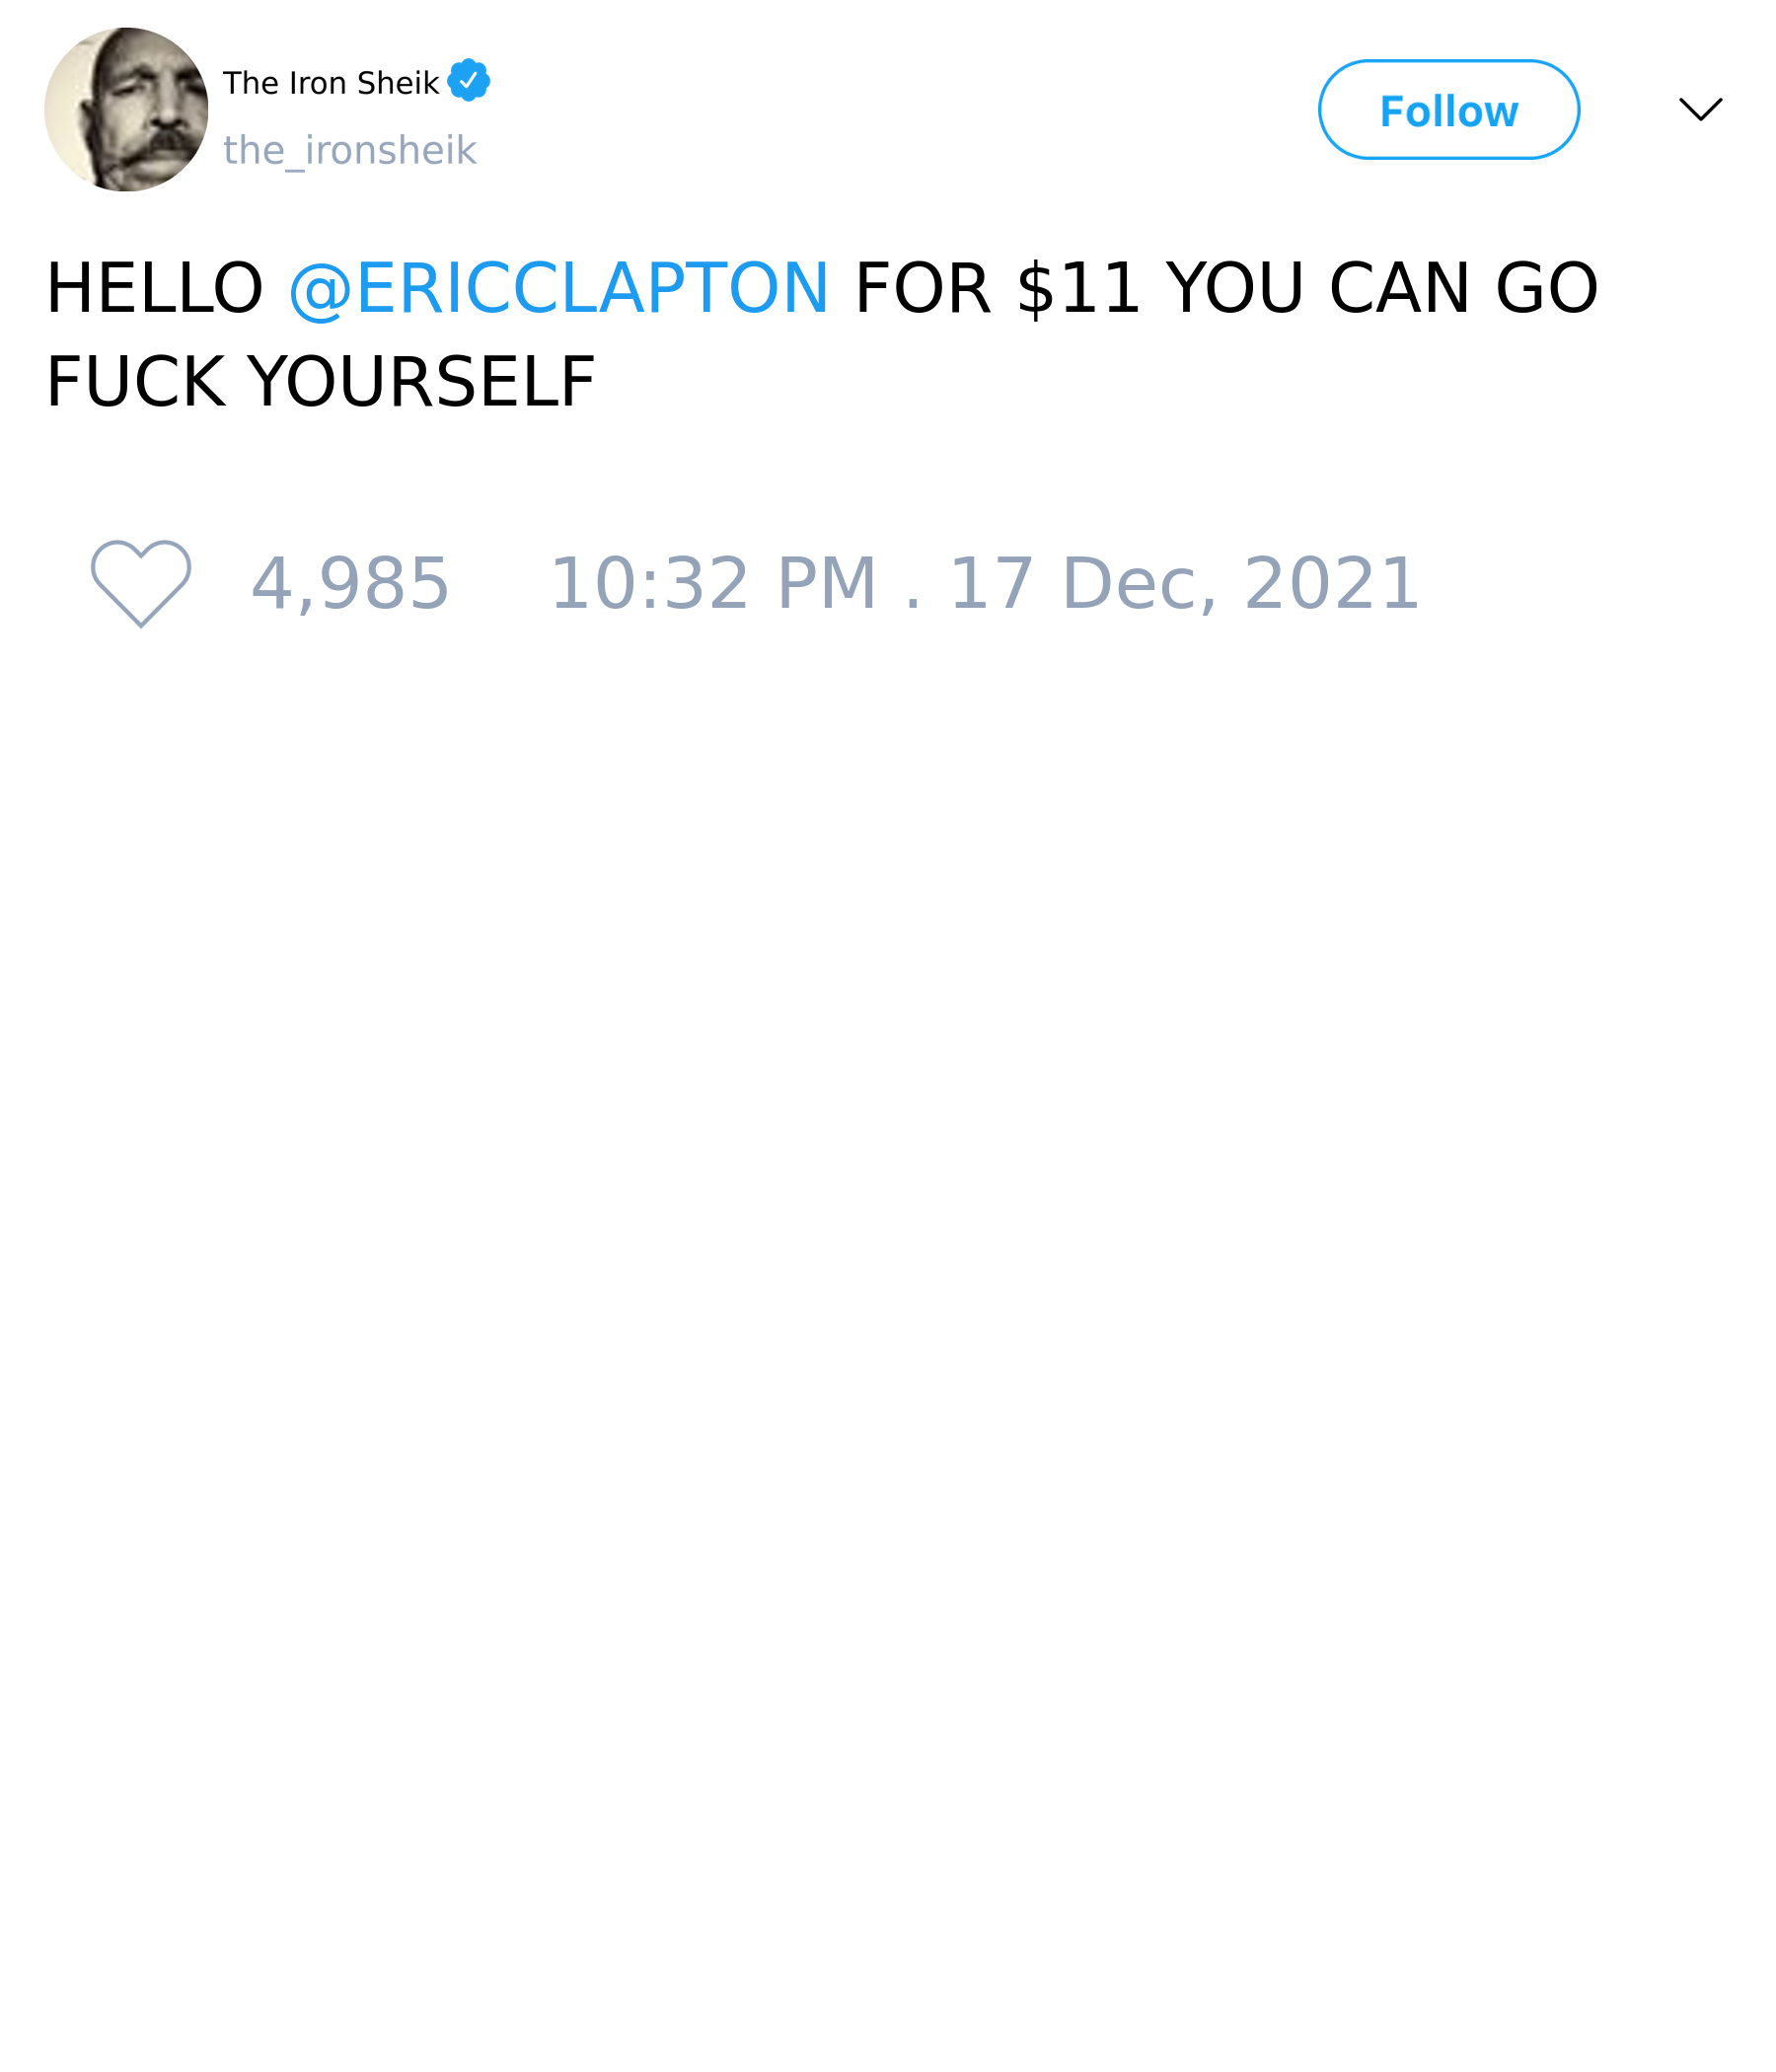 The Iron Sheik
the_ironsheik
Follow
HELLO @ERICCLAPTON FOR $11 YOU CAN GO
FUCK YOURSELF
4,985 10:32 PM . 17 Dec, 2021